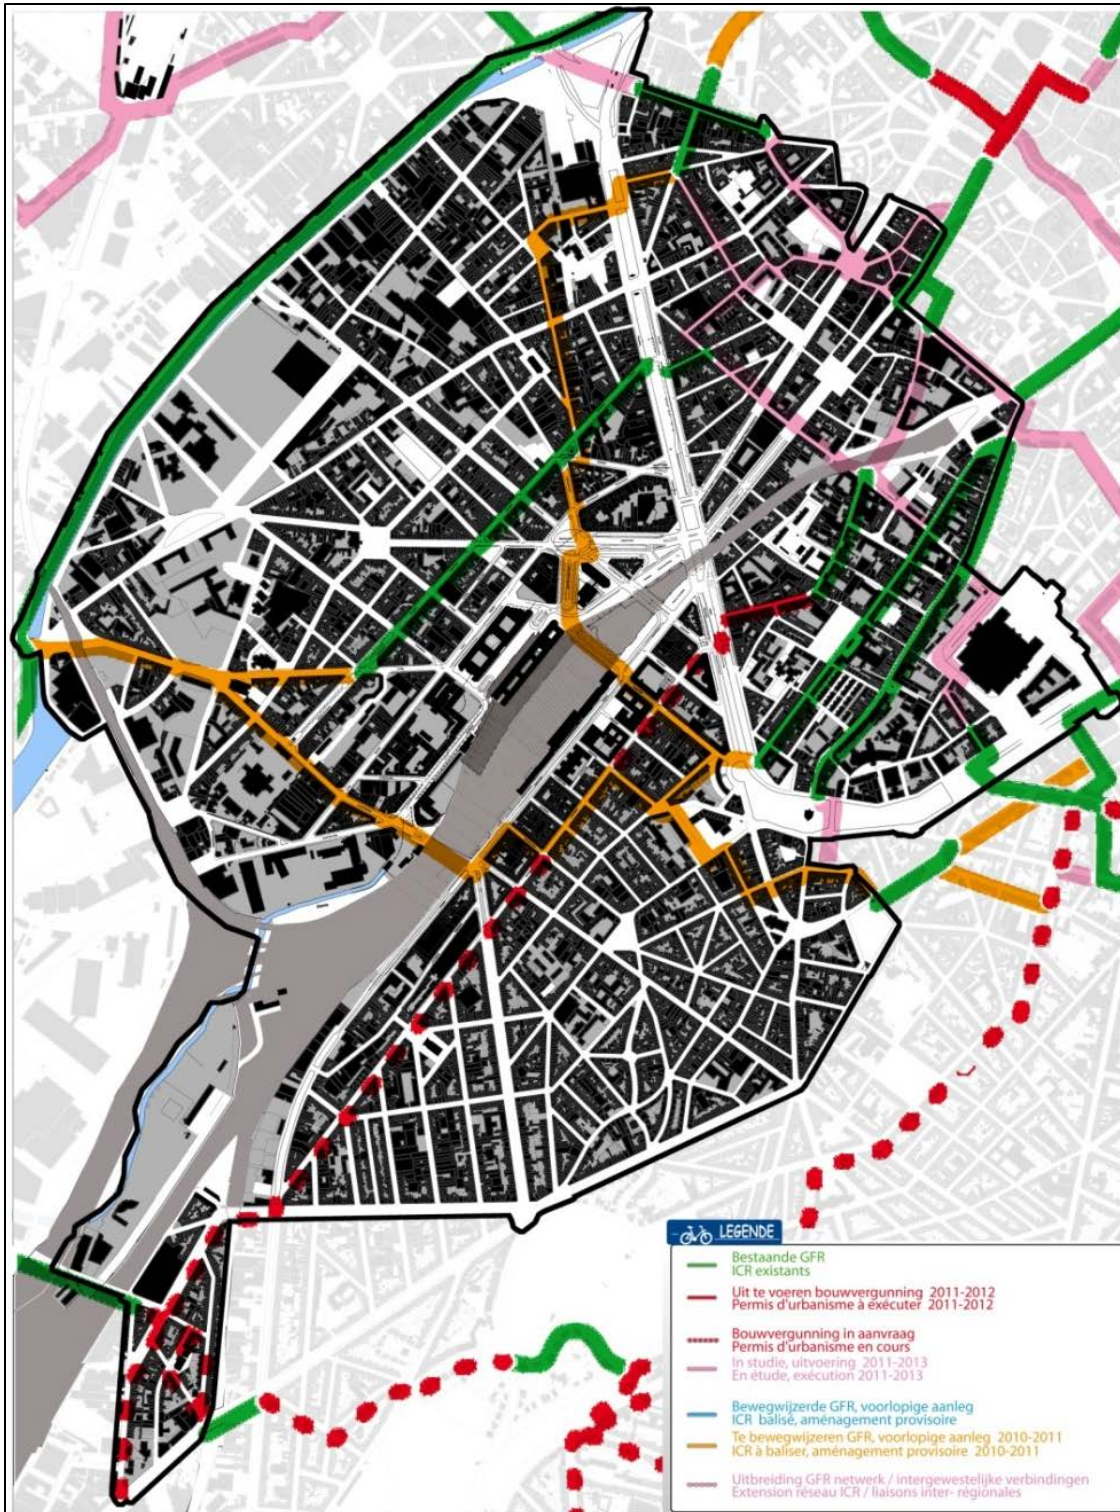 LEGENDE
Bestaande GFR
ICR existants
Uit te voeren bouwvergunning 2011-2012
Permis d'urbanisme à exécuter 2011-2012
Bouwvergunning in aanvraag
Permis d'urbanisme en cours
In studie, uitvoering 2011-2013
En étude, exécution 2011-2013
Bewegwijzerde GFR, voorlopige aanleg
ICR balisé, aménagement provisoire
Te bewegwijzeren GFR, voorlopige aanleg 2010-2011
ICR à baliser, aménagement provisoire 2010-2011
Uitbreiding GFR netwerk / intergewestelijke verbindingen
Extension réseau ICR / liaisons inter- régionales